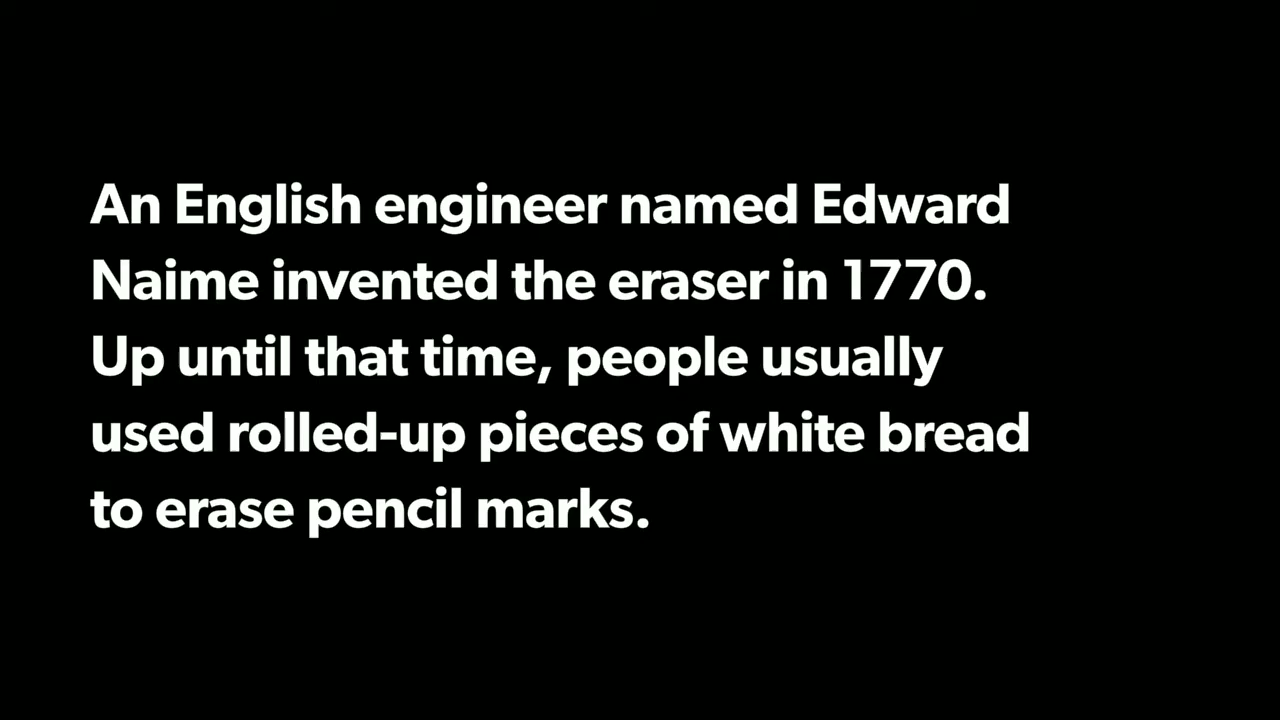 An English engineer named Edward
Naime invented the eraser in 1770.
Up until that time, people usually
used rolled-up pieces of white bread
to erase pencil marks.